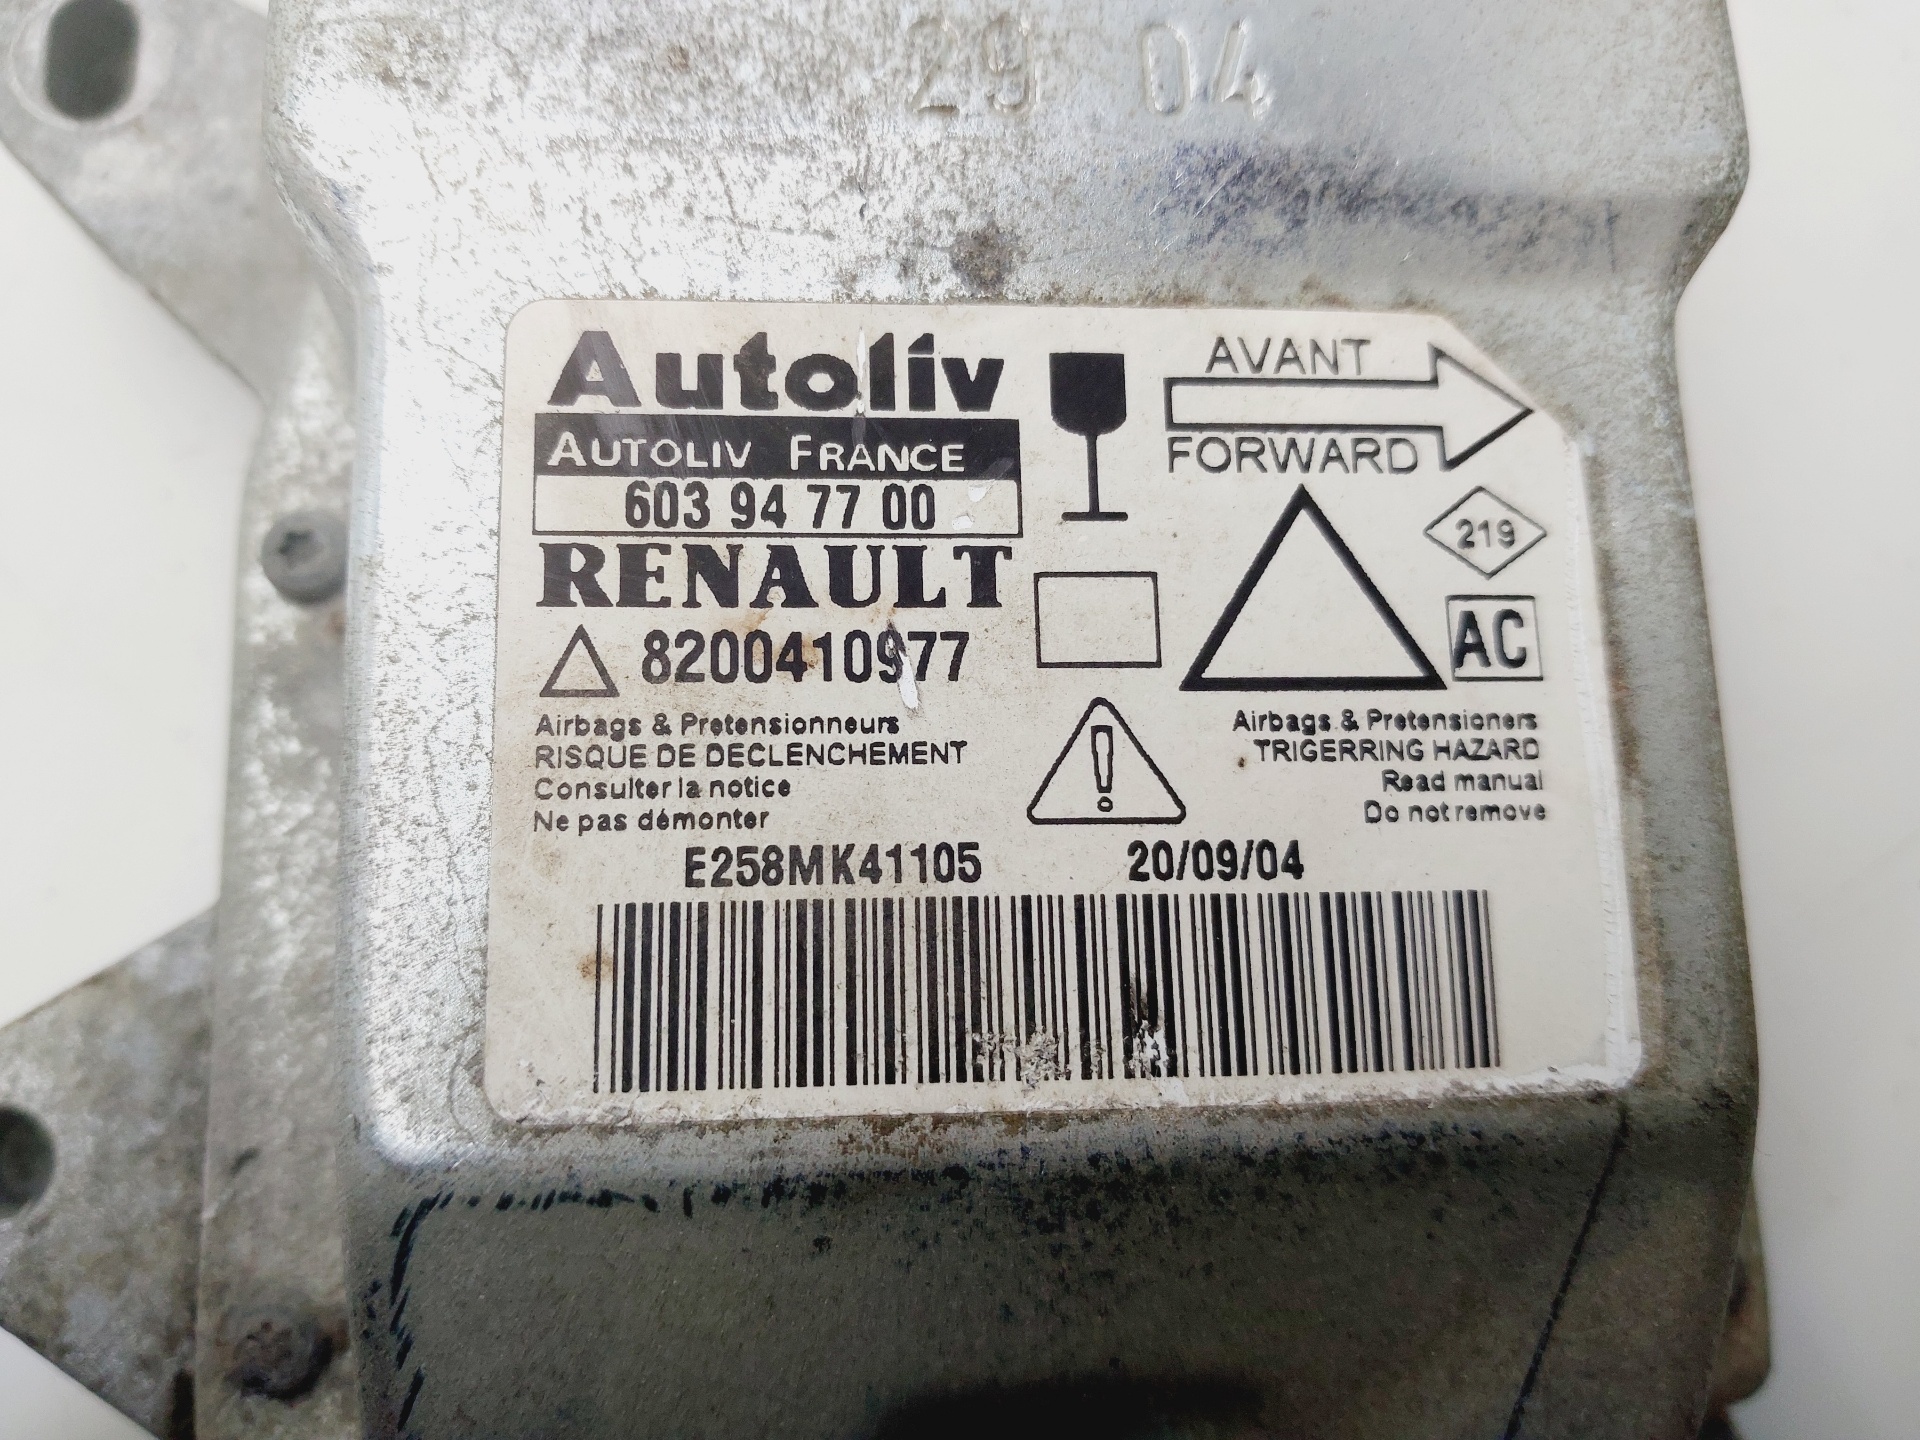 29 04
Autoliv
AUTOLIV FRANCE
603 94 77 00
RENAULT
8200410977
AVANT
FORWARD
219
AC
Airbags & Pretensionneurs
RISQUE DE DECLENCHEMENT
Consulter la notice
Ne pas démonter
!
Airbags & Pretensioners
TRIGERRING HAZARD
Read manual
Do not remove
E258MK41105 20/09/04